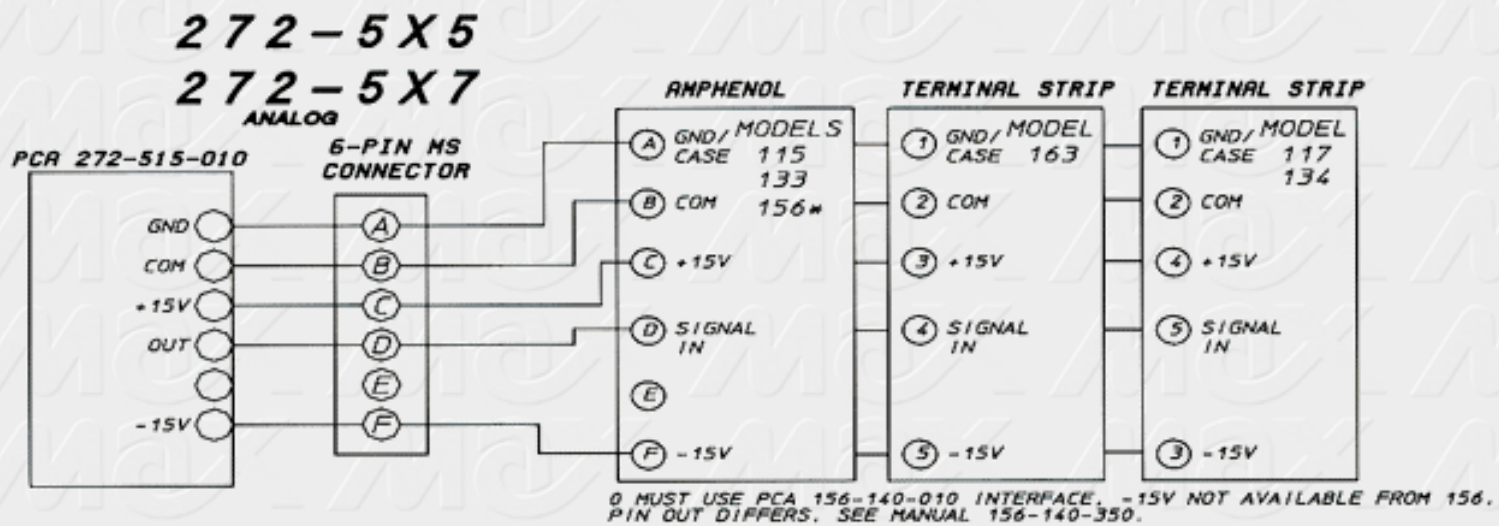 272-5X5
272-5X7
ANALOG
PCA 272-515-010
GND
COM
+15V
OUT
-15V
6-PIN MS
CONNECTOR
A
B
C
D
E
F
AMPHENOL
MODELS
115
133
156*
A GND/
CASE
B COM
C +15V
D SIGNAL
IN
E
F -15V
TERMINAL STRIP
MODEL
163
1 GND/
CASE
2 COM
3 +15V
4 SIGNAL
IN
5 -15V
TERMINAL STRIP
MODEL
117
134
1 GND/
CASE
2 COM
4 +15V
5 SIGNAL
IN
3 -15V
O MUST USE PCA 156-140-010 INTERFACE. -15V NOT AVAILABLE FROM 156.
PIN OUT DIFFERS. SEE MANUAL 156-140-350.